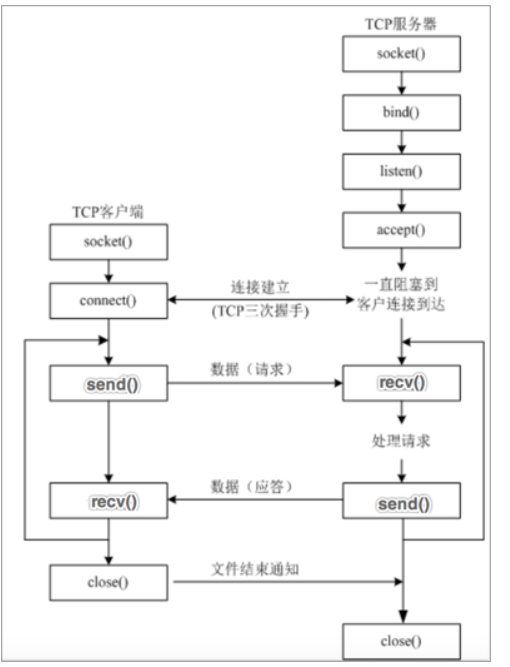 TCP服务器
socket()
bind()
listen()
accept()
TCP客户端
socket()
connect()
连接建立
(TCP三次握手)
一直阻塞到
客户连接到达
send()
数据（请求）
recv()
处理请求
recv()
数据（应答）
send()
close()
文件结束通知
close()